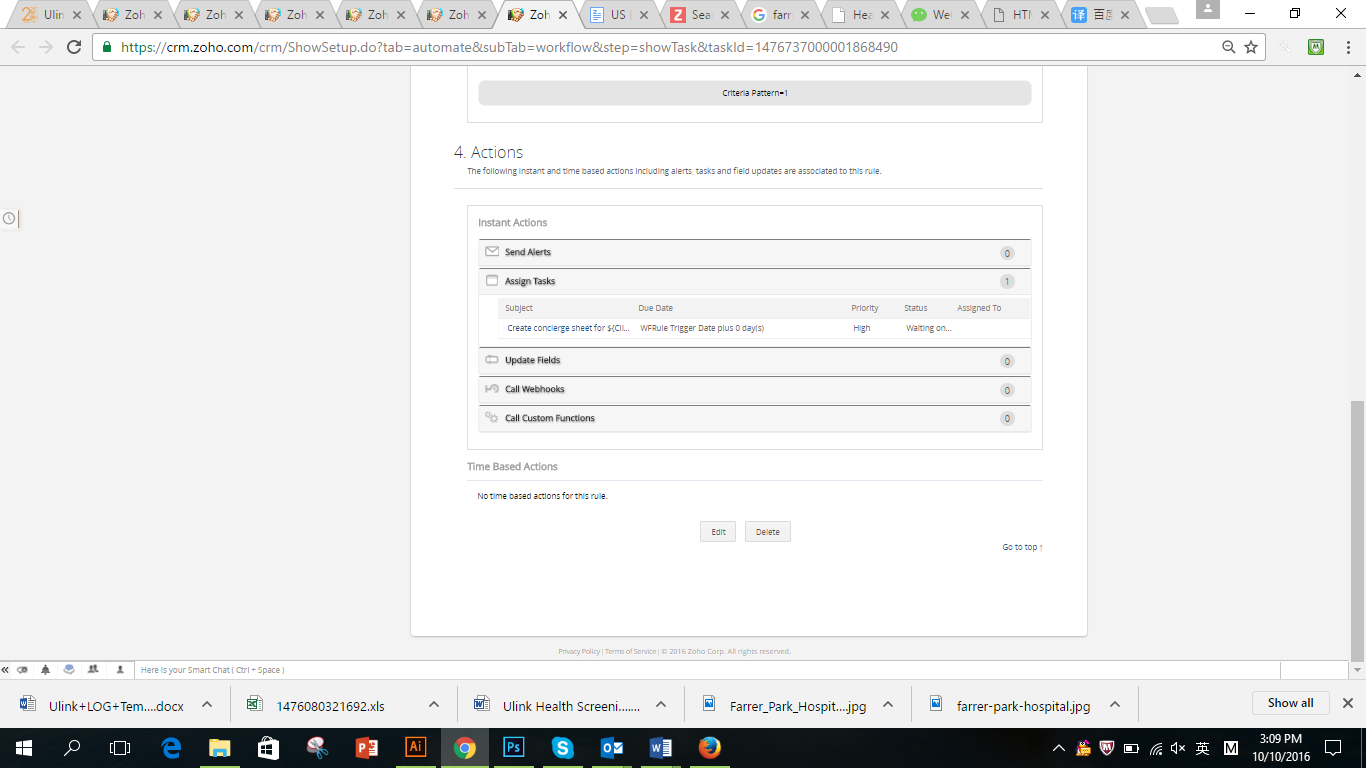 Ulin
Zoh
Zoh
Zoh
Zoh
Zoh
Zoh
US I
Sea
farr
Hea
We
HTM
百度
https://crm.zoho.com/crm/ShowSetup.do?tab=automate&subTab=workflow&step=showTask&taskId=1476737000001868490
Criteria Pattern=1
4. Actions
The following instant and time based actions including alerts, tasks and field updates are associated to this rule.
Instant Actions
Send Alerts 0
Assign Tasks 1
Subject Due Date Priority Status Assigned To
Create concierge sheet for ${Cli... WFRule Trigger Date plus 0 day(s) High Waiting on...
Update Fields 0
Call Webhooks 0
Call Custom Functions 0
Time Based Actions
No time based actions for this rule.
Edit Delete
Go to top ↑
Privacy Policy | Terms of Service | © 2016 Zoho Corp. All rights reserved.
Here is your Smart Chat ( Ctrl + Space )
Ulink+LOG+Tem....docx
1476080321692.xls
Ulink Health Screeni.......
Farrer_Park_Hospit....jpg
farrer-park-hospital.jpg
Show all
英
M
3:09 PM
10/10/2016